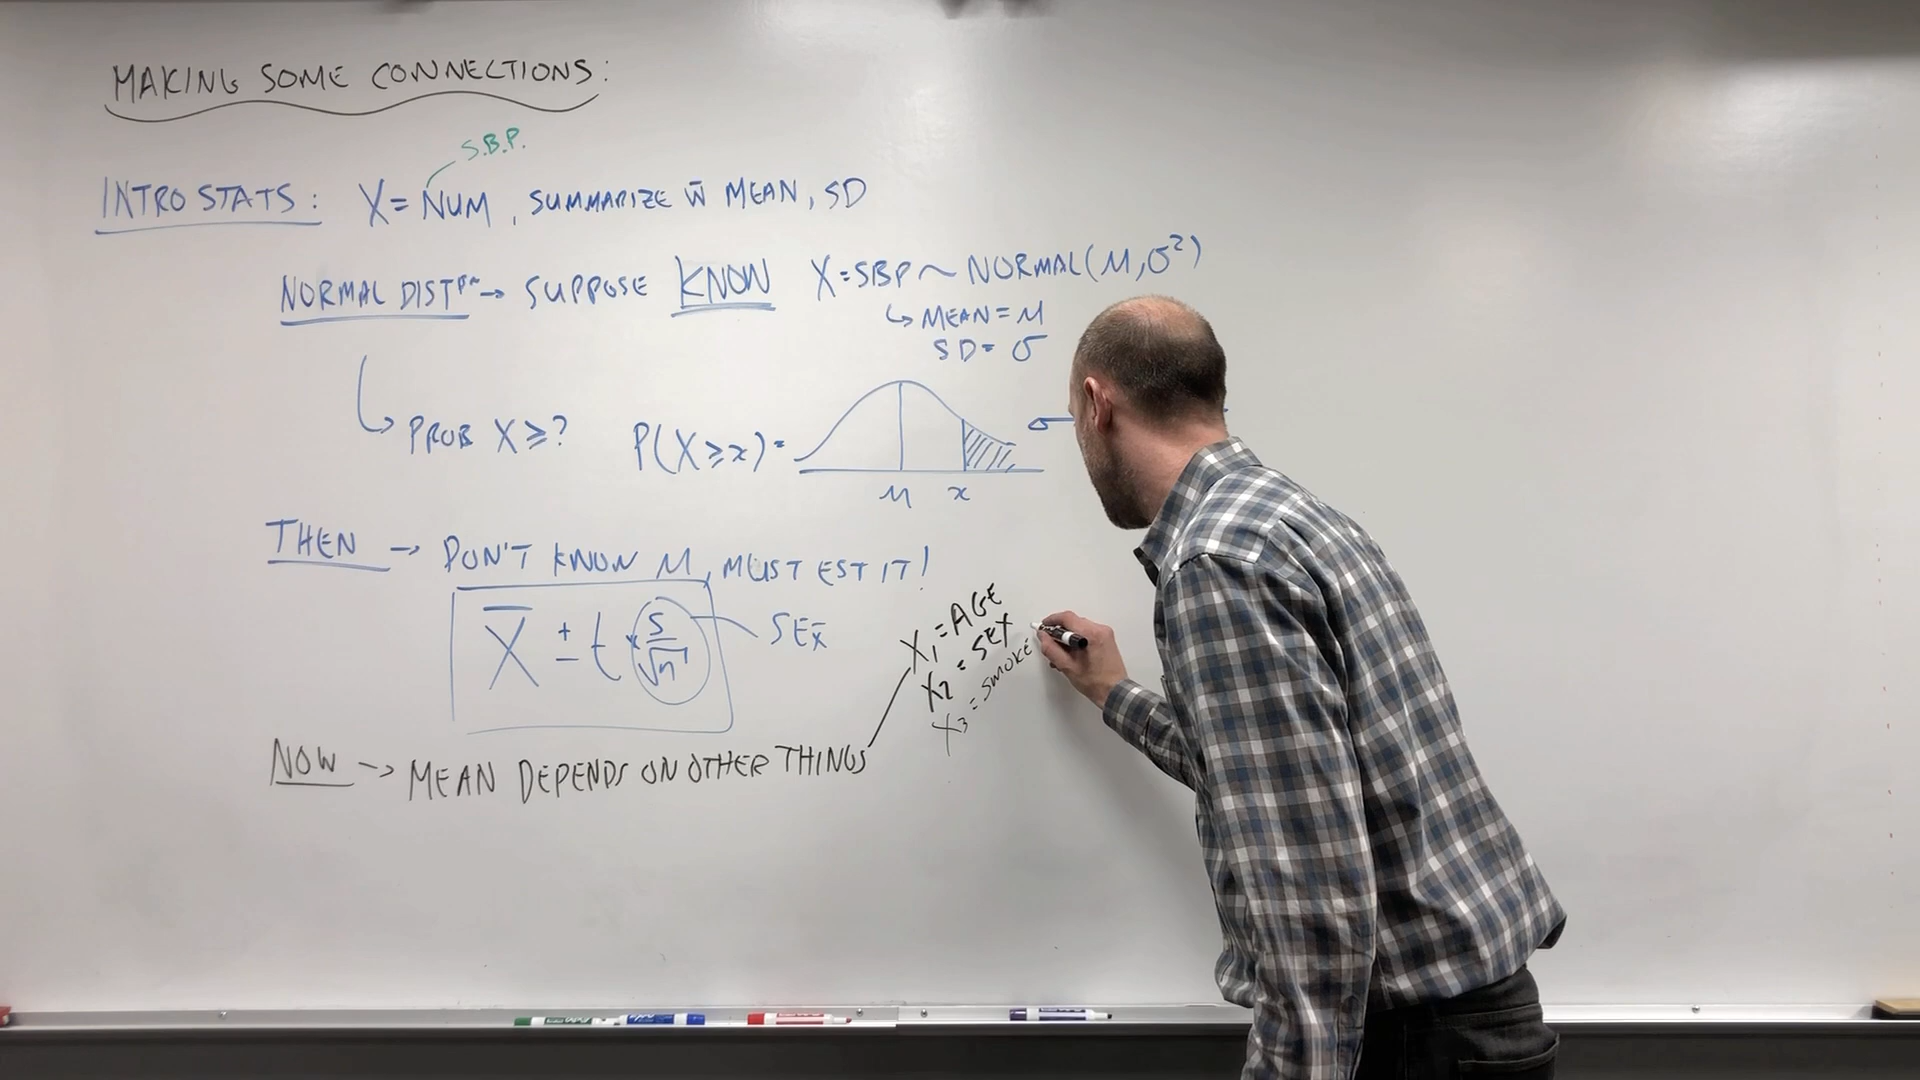 MAKING SOME CONNECTIONS:
S.B.P.
INTRO STATS: X = NUM, SUMMARIZE W̄ MEAN, SD
NORMAL DISTⁿ → SUPPOSE KNOW X = SBP ~ NORMAL(μ, σ²)
↳ MEAN = μ
SD = σ
↳ PROB X ≥ ? P(X ≥ x) =
μ x
THEN → DON'T KNOW μ, MUST EST IT!
X̄ ± t × s/√n SE x̄
X₁ = AGE
X₂ = SEX
X₃ = SMOKE
NOW → MEAN DEPENDS ON OTHER THINGS